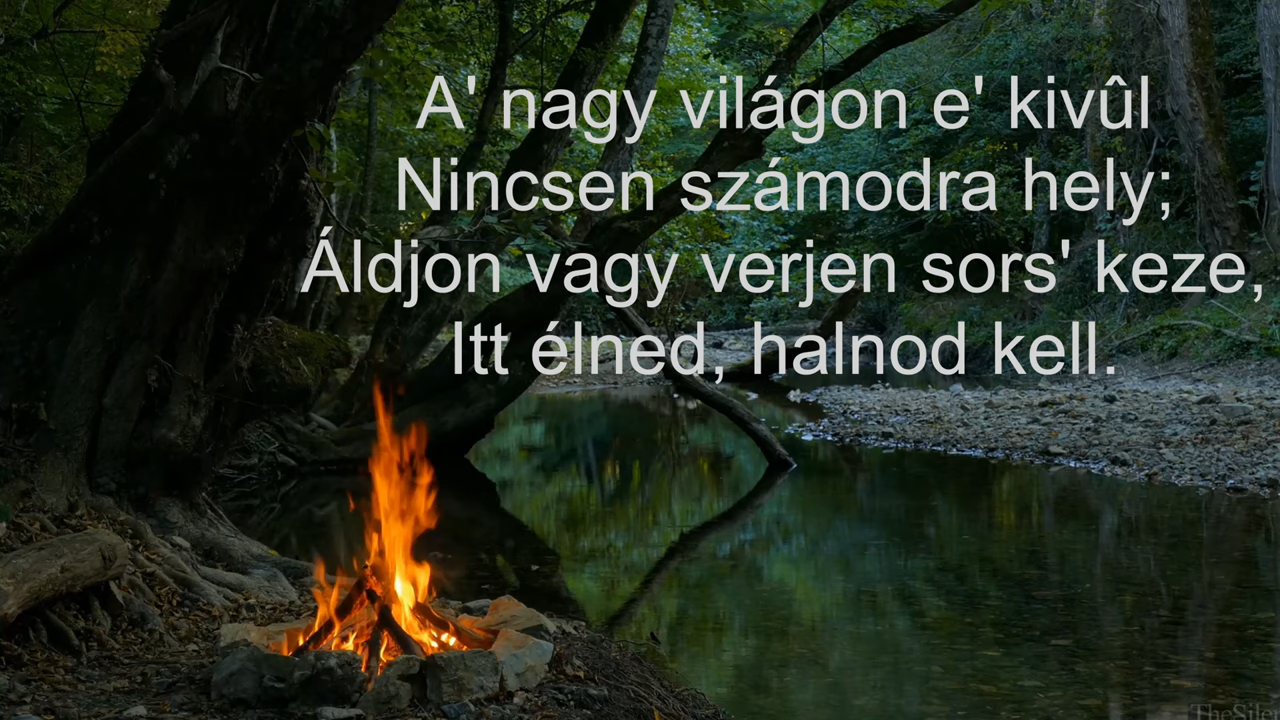 A' nagy világon e' kivûl
Nincsen számodra hely;
Áldjon vagy verjen sors' keze,
Itt élned, halnod kell.